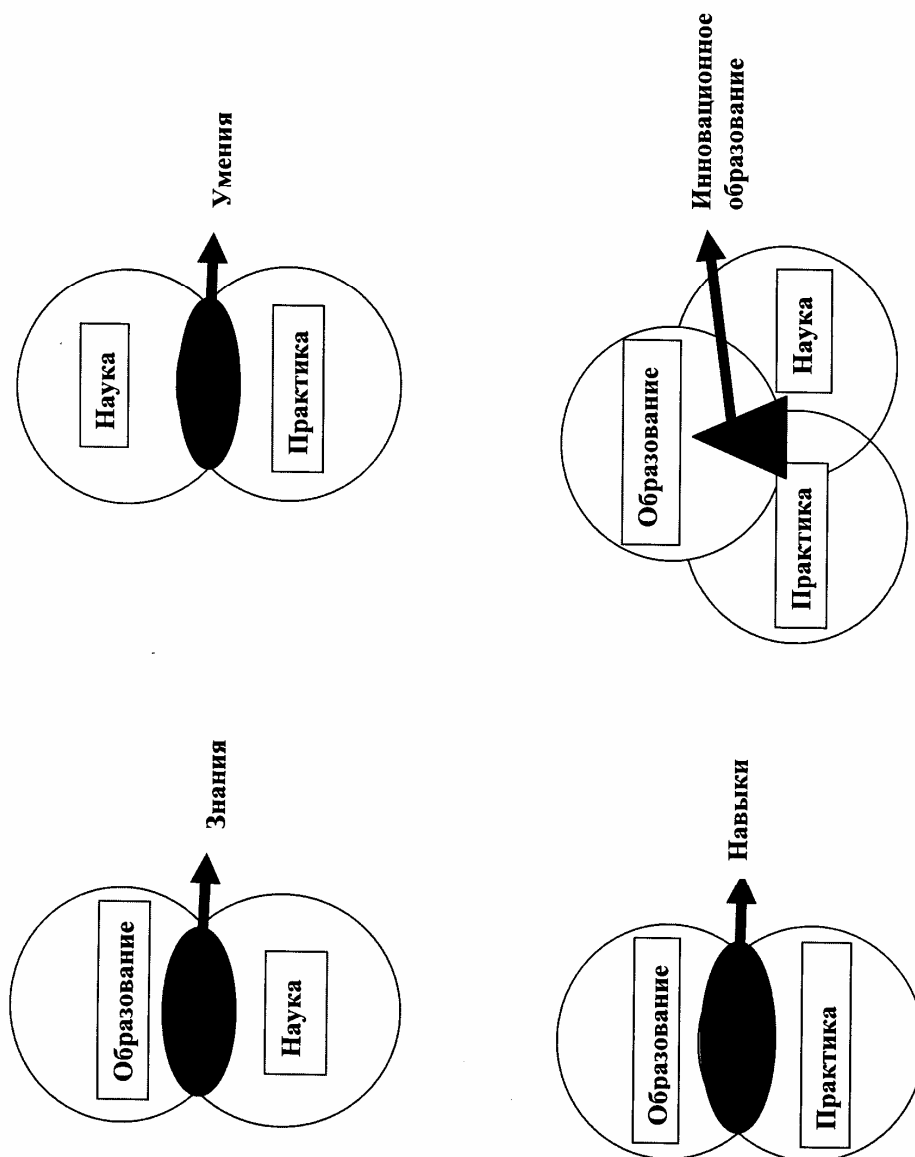 Образование
Наука
Знания
Наука
Практика
Умения
Образование
Практика
Навыки
Образование
Практика
Наука
Инновационное
образование